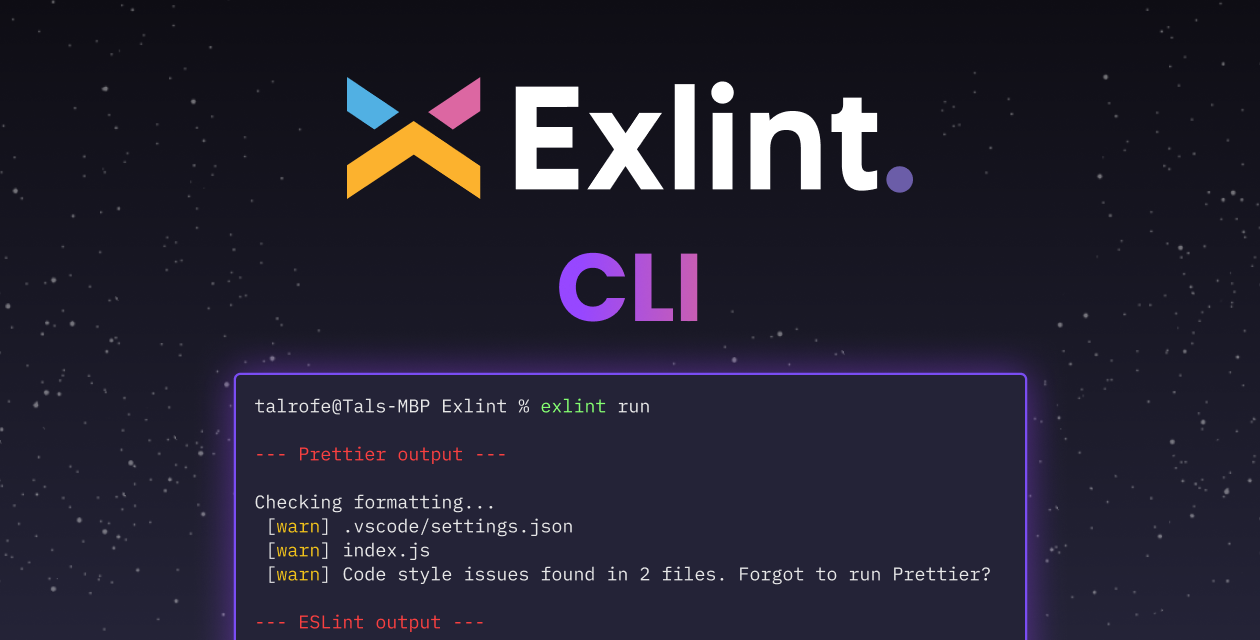 Exlint.
CLI
talrofe@Tals-MBP Exlint % exlint run
--- Prettier output ---
Checking formatting...
[warn] .vscode/settings.json
[warn] index.js
[warn] Code style issues found in 2 files. Forgot to run Prettier?
--- ESLint output ---